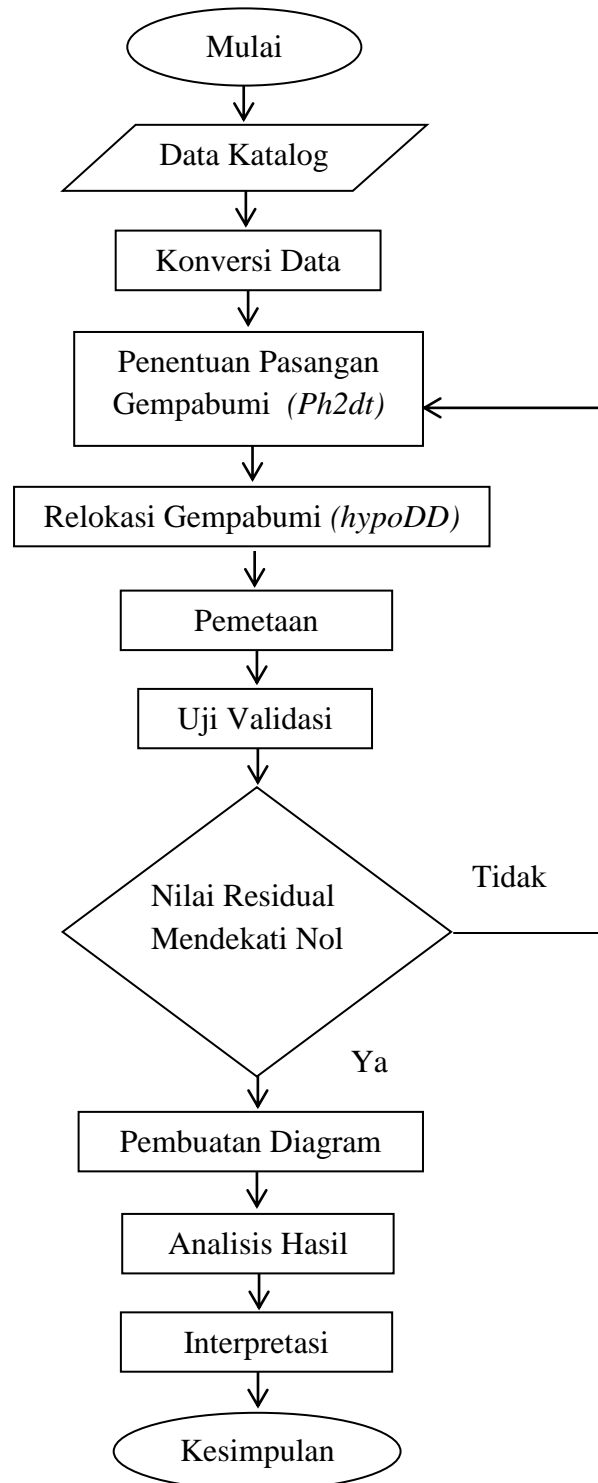 Mulai
Data Katalog
Konversi Data
Penentuan Pasangan
Gempabumi (Ph2dt)
Relokasi Gempabumi (hypoDD)
Pemetaan
Uji Validasi
Nilai Residual
Mendekati Nol
Tidak
Ya
Pembuatan Diagram
Analisis Hasil
Interpretasi
Kesimpulan